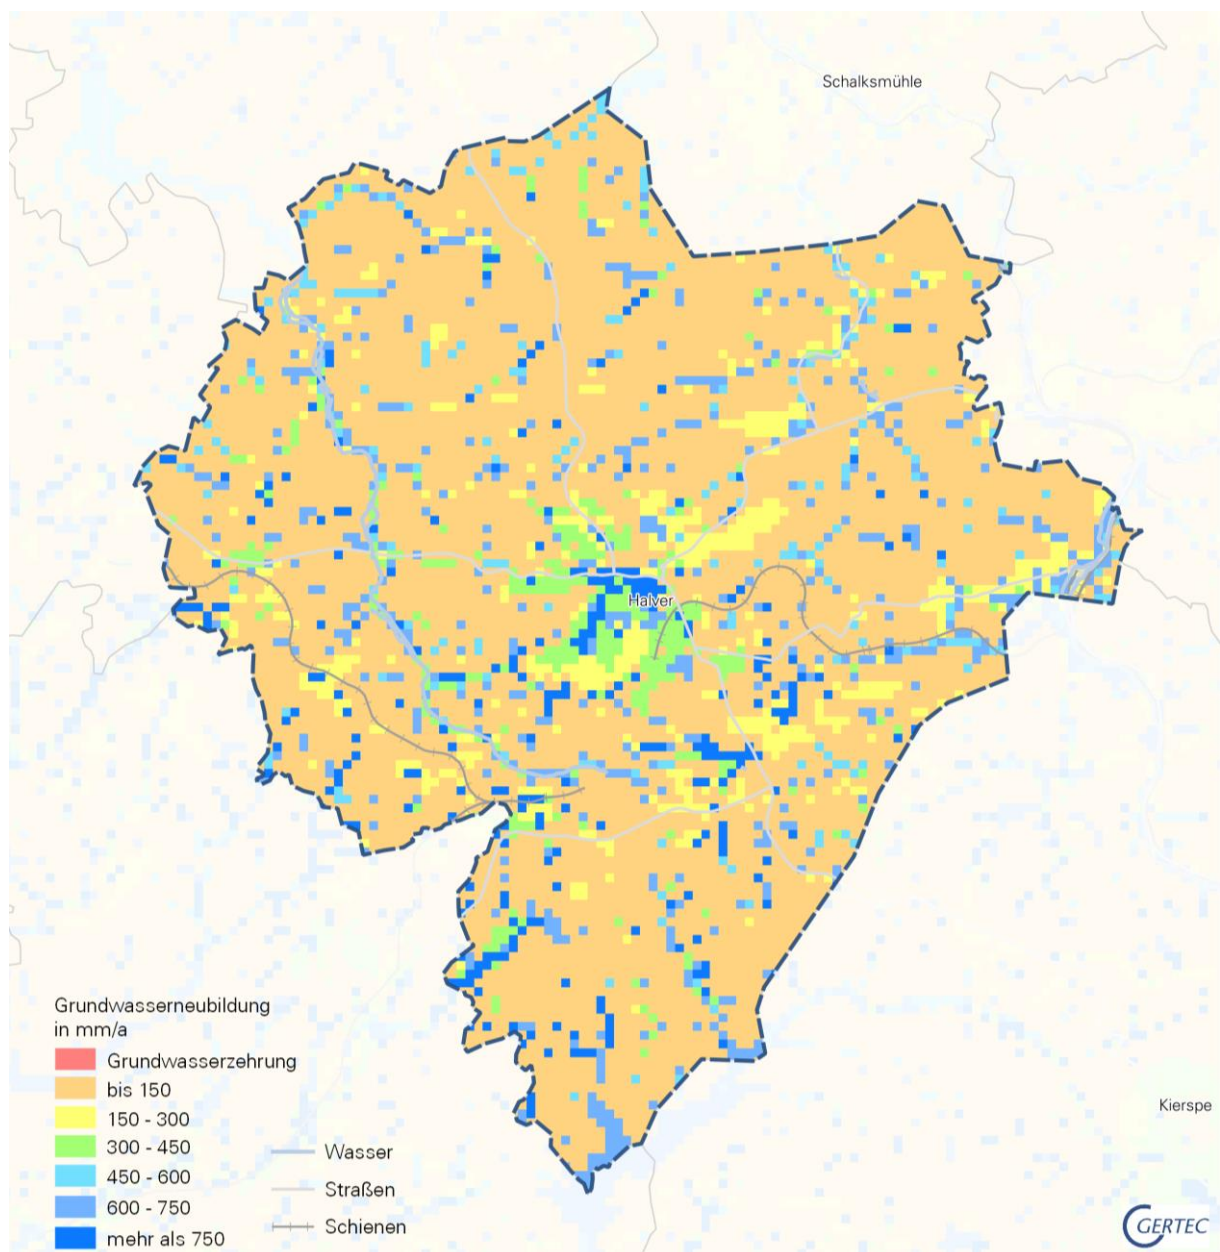 Schalksmühle
Halver
Kierspe
Grundwasserneubildung
in mm/a
Grundwasserzehrung
bis 150
150 - 300
300 - 450
450 - 600
600 - 750
mehr als 750
Wasser
Straßen
Schienen
GERTEC